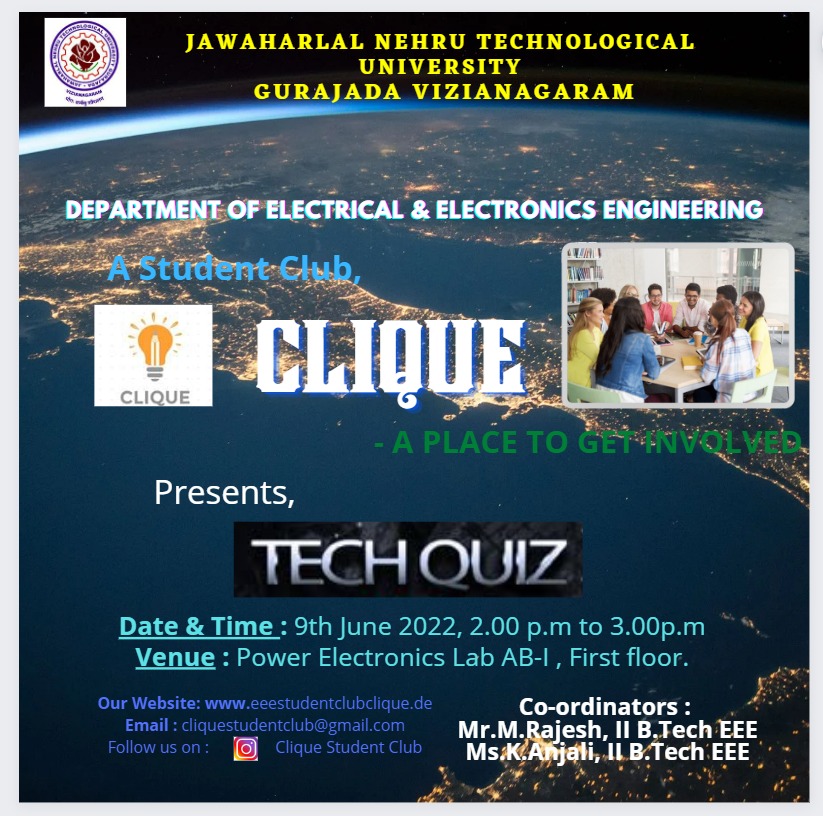 JAWAHARLAL NEHRU TECHNOLOGICAL
UNIVERSITY
GURAJADA VIZIANAGARAM
VIZIANAGARAM
DEPARTMENT OF ELECTRICAL & ELECTRONICS ENGINEERING
A Student Club,
CLIQUE
CLIQUE
- A PLACE TO GET INVOLVED
Presents,
TECH QUIZ
Date & Time : 9th June 2022, 2.00 p.m to 3.00p.m
Venue : Power Electronics Lab AB-I , First floor.
Our Website: www.eeestudentclubclique.de
Email : cliquestudentclub@gmail.com
Follow us on : Clique Student Club
Co-ordinators :
Mr.M.Rajesh, II B.Tech EEE
Ms.K.Anjali, II B.Tech EEE